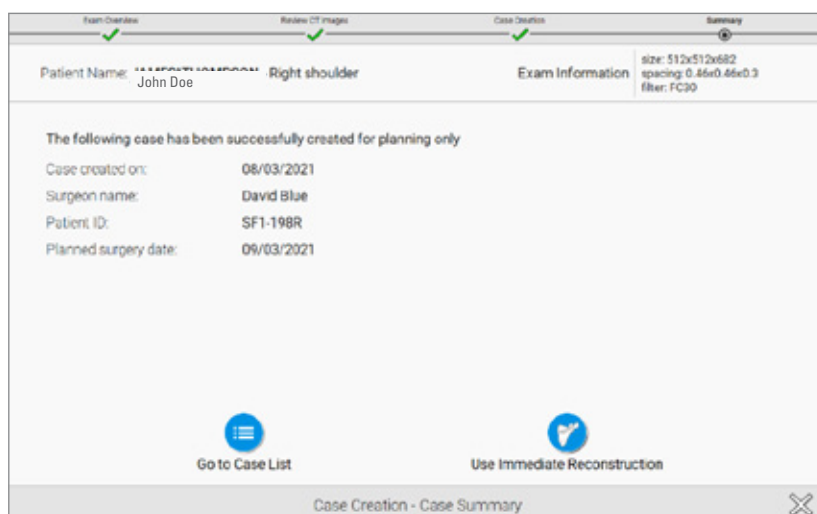 Exam Overview Review CT Images Case Creation Summary
Patient Name: John Doe Right shoulder Exam Information
size: 512x512x682
spacing: 0.46x0.46x0.3
filter: FC30
The following case has been successfully created for planning only
Case created on: 08/03/2021
Surgeon name: David Blue
Patient ID: SF1-198R
Planned surgery date: 09/03/2021
Go to Case List Use Immediate Reconstruction
Case Creation - Case Summary